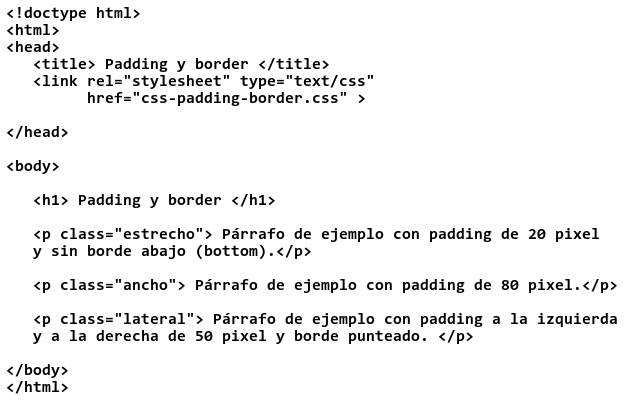 <!doctype html>
<html>
<head>
   <title> Padding y border </title>
   <link rel="stylesheet" type="text/css"
         href="css-padding-border.css" >
</head>
<body>
   <h1> Padding y border </h1>
   <p class="estrecho"> Párrafo de ejemplo con padding de 20 pixel
   y sin borde abajo (bottom).</p>
   <p class="ancho"> Párrafo de ejemplo con padding de 80 pixel.</p>
   <p class="lateral"> Párrafo de ejemplo con padding a la izquierda
   y a la derecha de 50 pixel y borde punteado. </p>
</body>
</html>